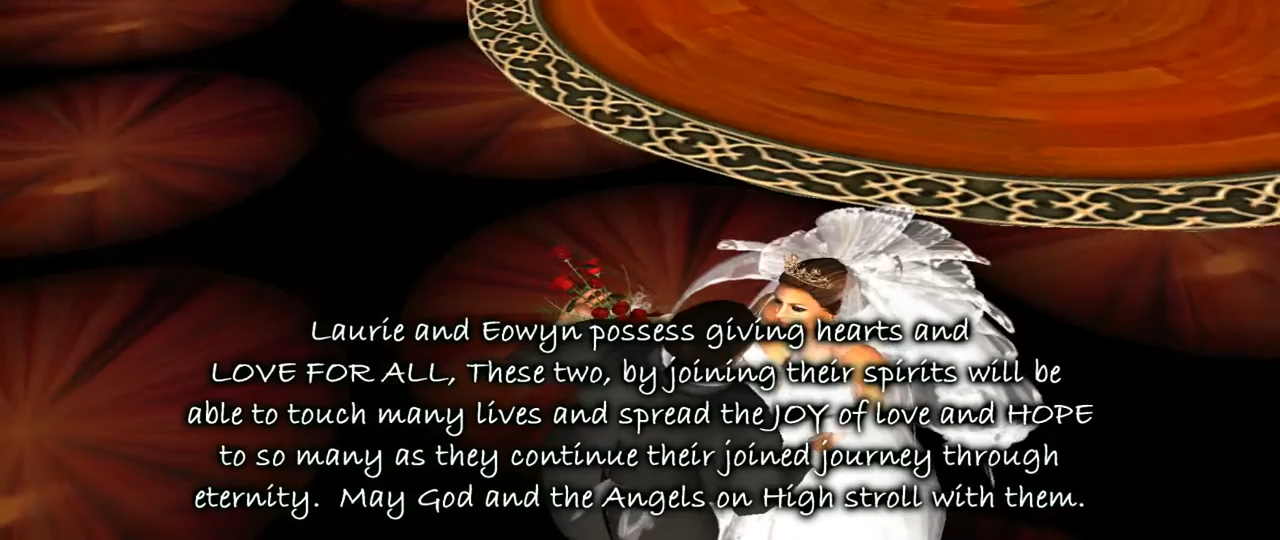 Laurie and Eowyn possess giving hearts and
LOVE FOR ALL, These two, by joining their spirits will be
able to touch many lives and spread the JOY of love and HOPE
to so many as they continue their joined journey through
eternity. May God and the Angels on High stroll with them.